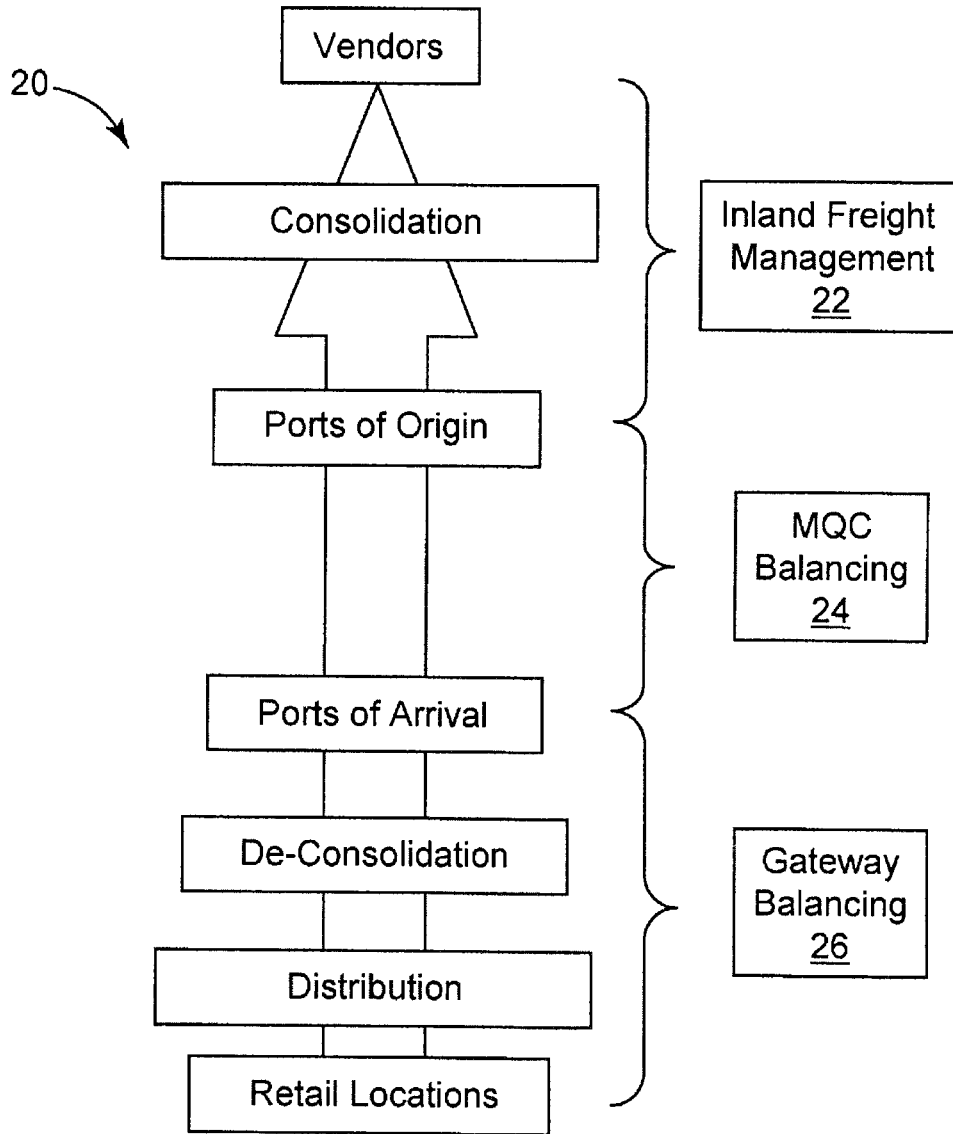 Vendors
20
Consolidation
Inland Freight
Management
22
Ports of Origin
MQC
Balancing
24
Ports of Arrival
De-Consolidation
Gateway
Balancing
26
Distribution
Retail Locations